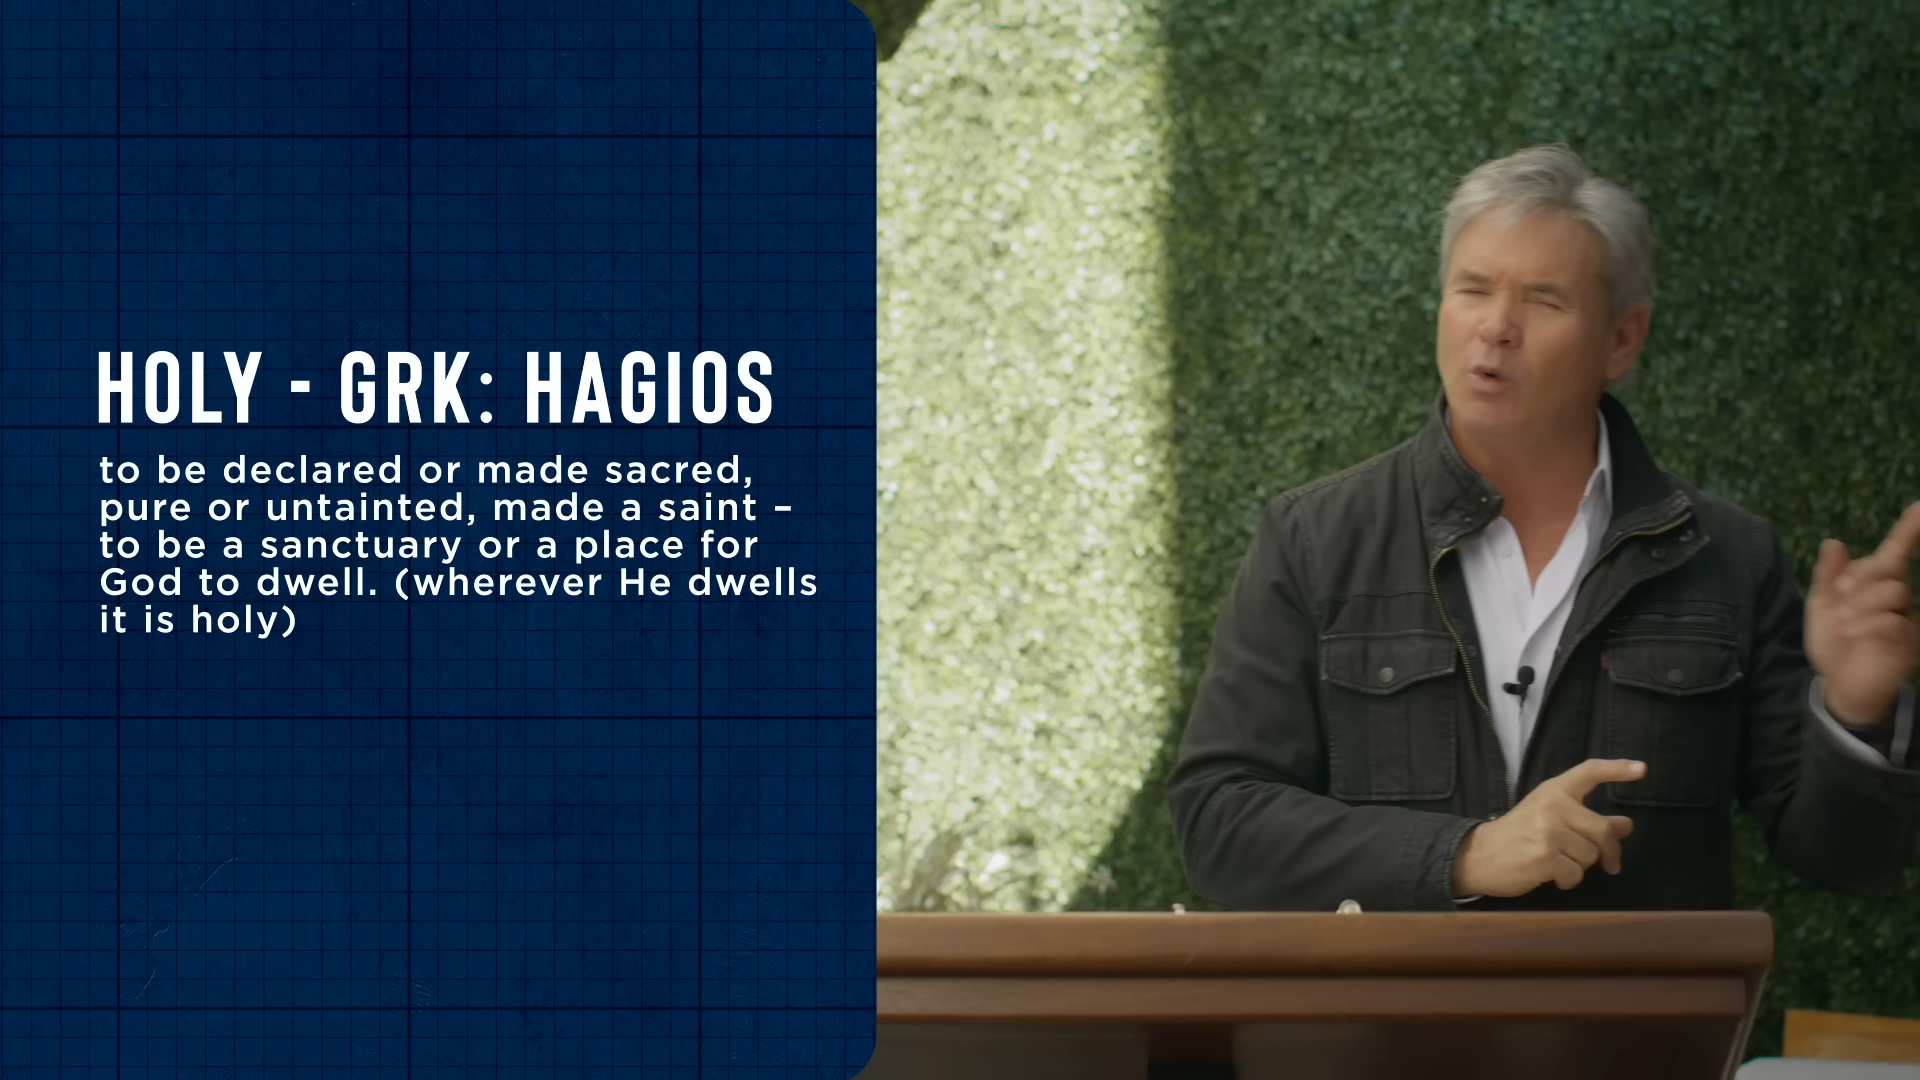 HOLY - GRK: HAGIOS
to be declared or made sacred,
pure or untainted, made a saint –
to be a sanctuary or a place for
God to dwell. (wherever He dwells
it is holy)